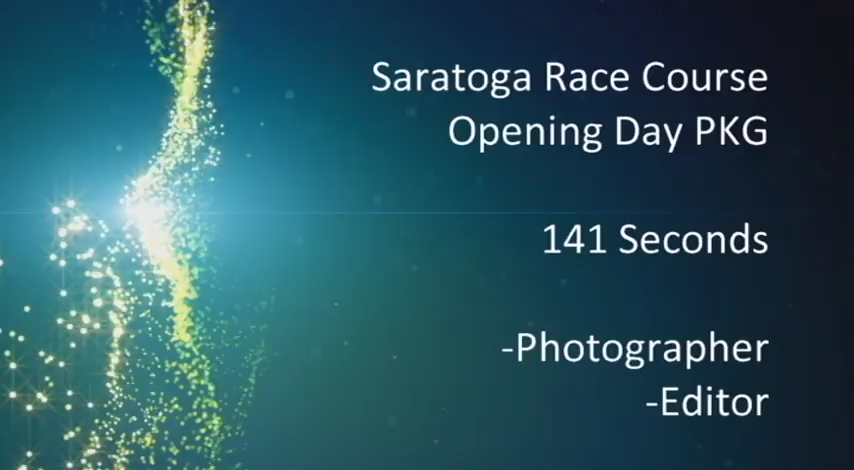 Saratoga Race Course
Opening Day PKG
141 Seconds
-Photographer
-Editor